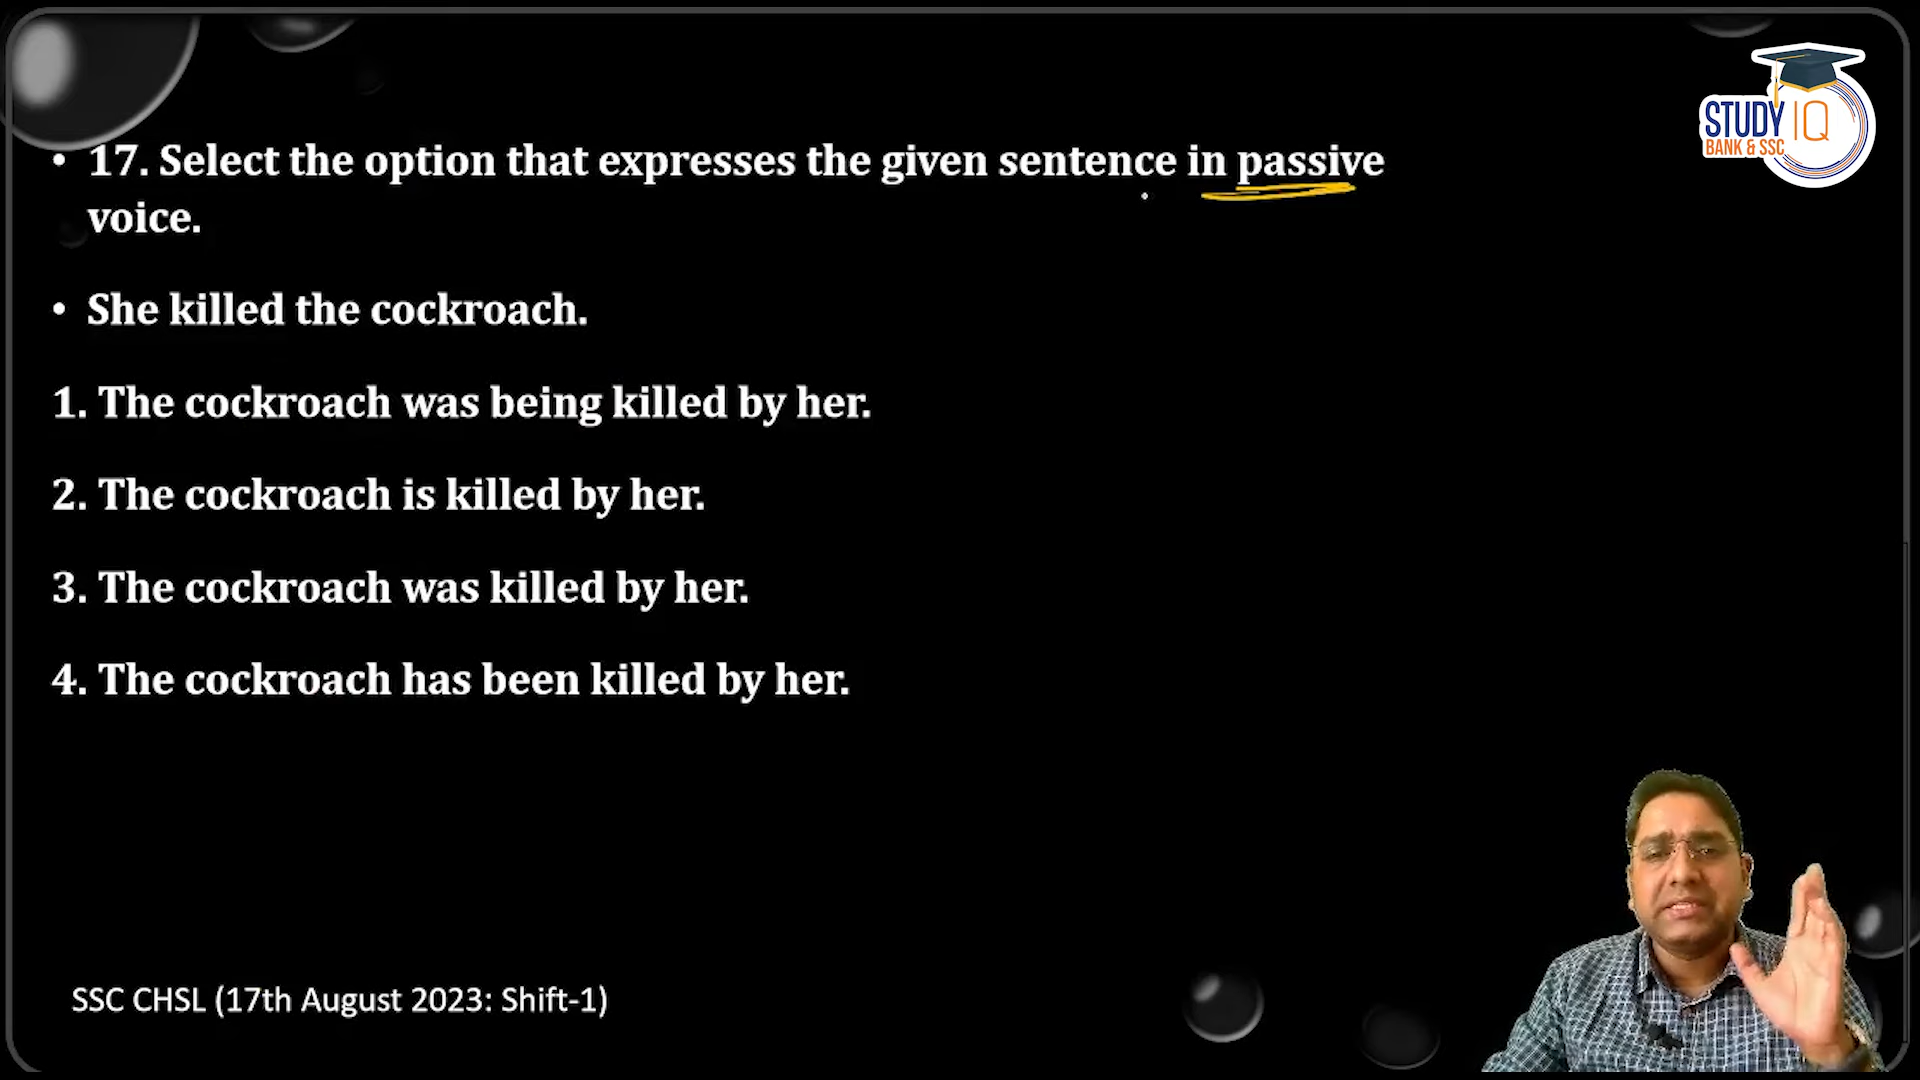 STUDY IQ
BANK & SSC
• 17. Select the option that expresses the given sentence in passive
voice.
• She killed the cockroach.
1. The cockroach was being killed by her.
2. The cockroach is killed by her.
3. The cockroach was killed by her.
4. The cockroach has been killed by her.
SSC CHSL (17th August 2023: Shift-1)